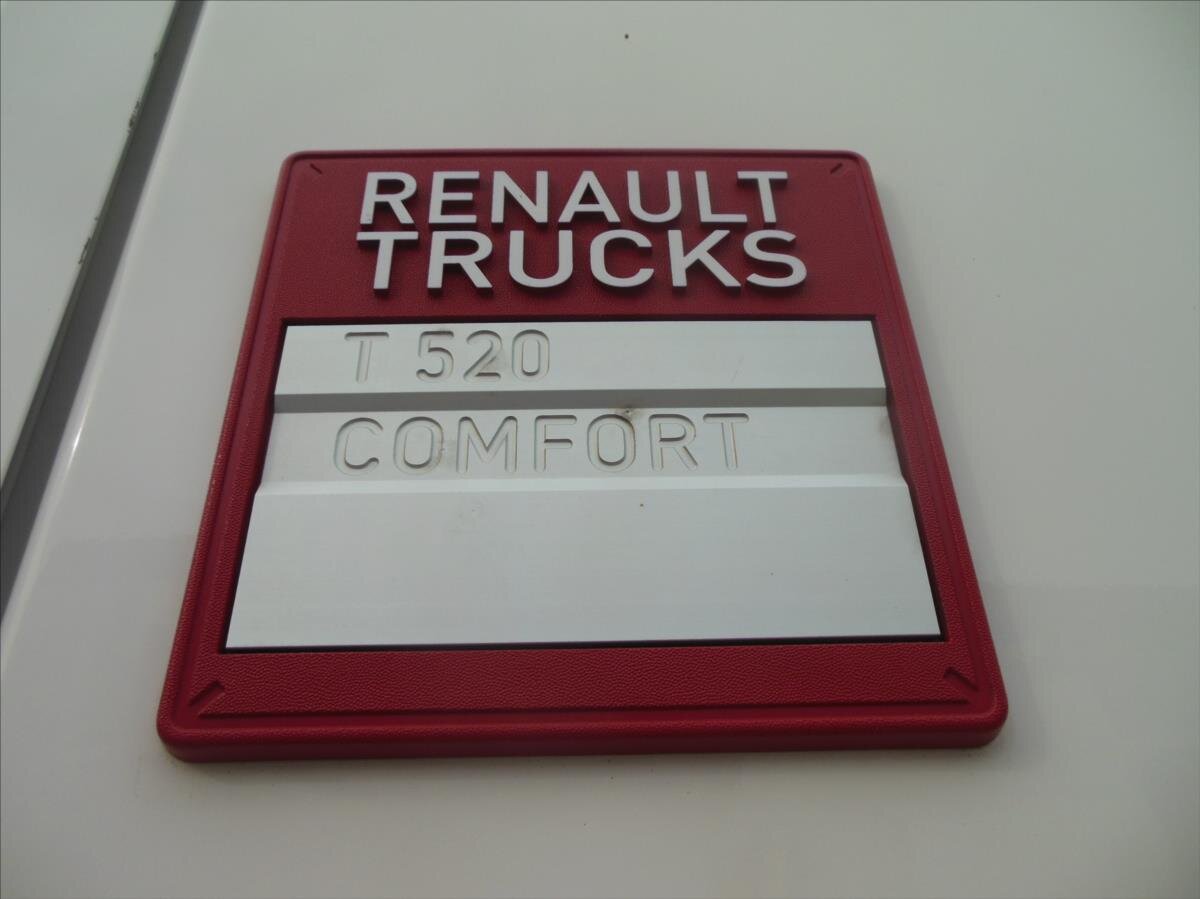 RENAULT
TRUCKS
T 520
COMFORT